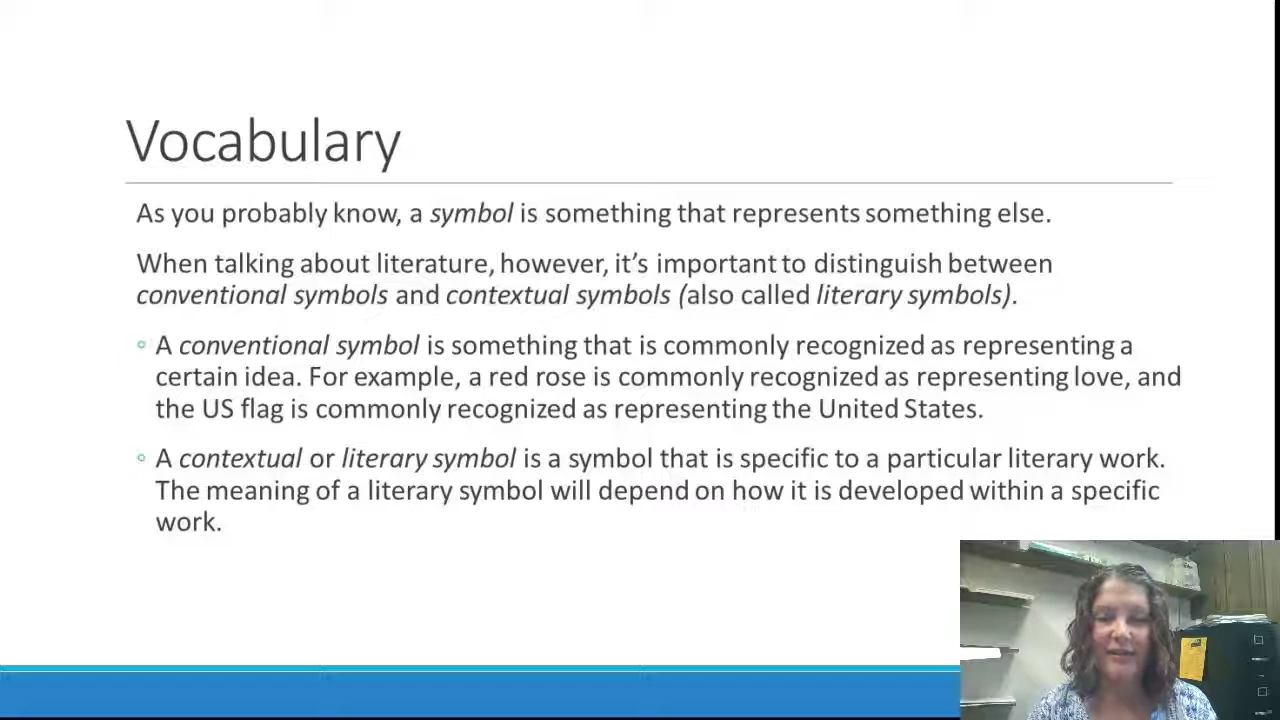 Vocabulary
As you probably know, a symbol is something that represents something else.
When talking about literature, however, it’s important to distinguish between
conventional symbols and contextual symbols (also called literary symbols).
◦ A conventional symbol is something that is commonly recognized as representing a
certain idea. For example, a red rose is commonly recognized as representing love, and
the US flag is commonly recognized as representing the United States.
◦ A contextual or literary symbol is a symbol that is specific to a particular literary work.
The meaning of a literary symbol will depend on how it is developed within a specific
work.